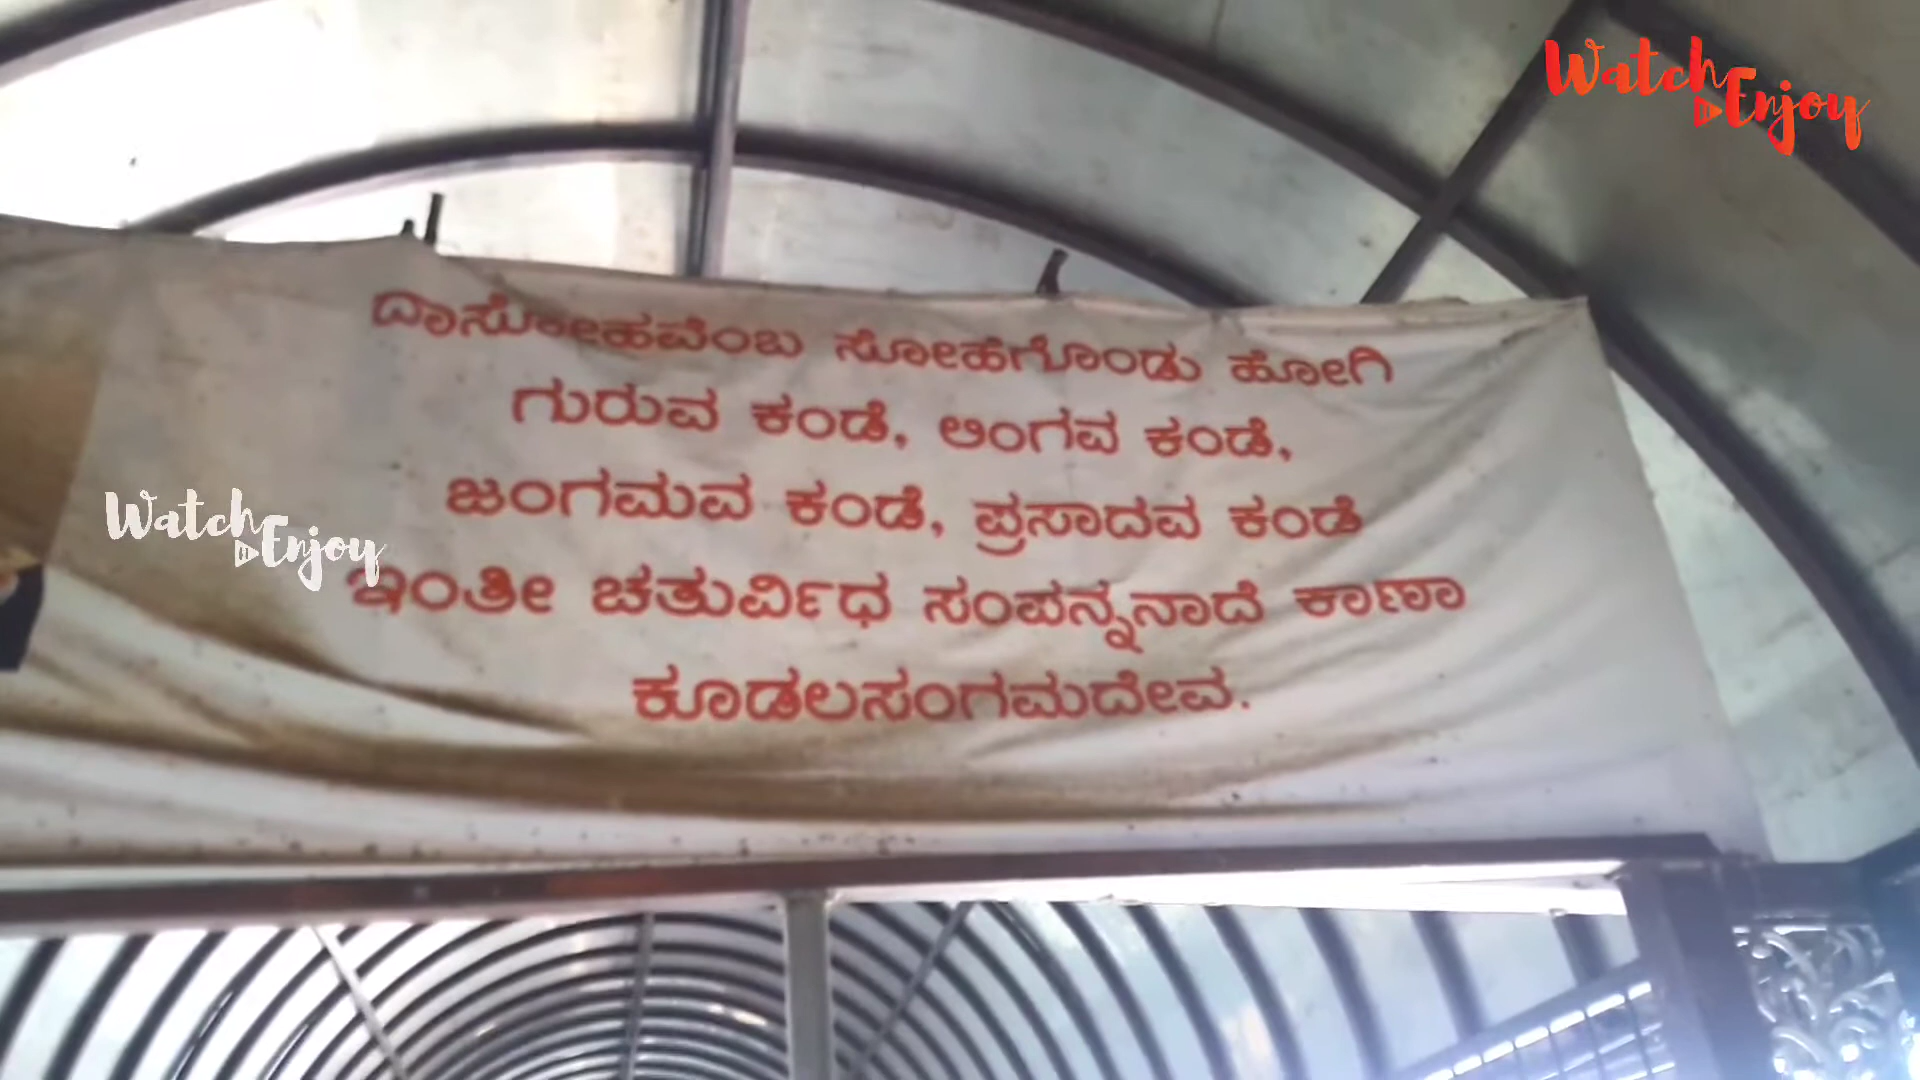 Watch Enjoy
ದಾಸೋಹವೆಂಬ ಸೋಹೆಗೊಂಡು ಹೋಗಿ
ಗುರುವ ಕಂಡೆ, ಲಿಂಗವ ಕಂಡೆ,
ಜಂಗಮವ ಕಂಡೆ, ಪ್ರಸಾದವ ಕಂಡೆ
Watch Enjoy
ಇಂತೀ ಚತುರ್ವಿಧ ಸಂಪನ್ನನಾದೆ ಕಾಣಾ
ಕೂಡಲಸಂಗಮದೇವ.